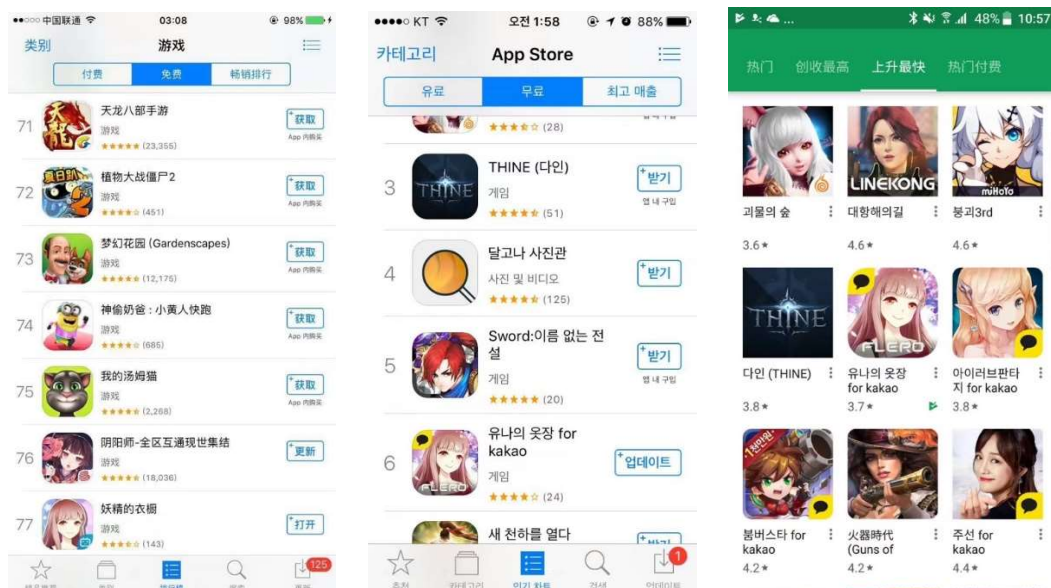 中国联通 03:08 98%
类别 游戏
付费 免费 畅销排行
71
天龙八部手游
游戏
(23,355)
获取
App 内购买
72
植物大战僵尸2
游戏
(451)
获取
App 内购买
73
梦幻花园 (Gardenscapes)
游戏
(12,175)
获取
App 内购买
74
神偷奶爸：小黄人快跑
游戏
(685)
获取
App 内购买
75
我的汤姆猫
游戏
(2,268)
获取
App 内购买
76
阴阳师-全区互通现世集结
游戏
(18,036)
更新
77
妖精的衣橱
游戏
(143)
打开
125
KT 오전 1:58 88%
카테고리 App Store
유료 무료 최고 매출
(28)
3
THINE (다인)
게임
(51)
받기
앱 내 구입
THINE
4
달고나 사진관
사진 및 비디오
(125)
받기
5
Sword:이름 없는 전
설
게임
(20)
받기
앱 내 구입
6
유나의 옷장 for
kakao
게임
(24)
업데이트
FLERO
새 천하를 열다
1
48% 10:57
热门 创收最高 上升最快 热门付费
LINEKONG
miHoYo
괴물의 숲 대항해의길 붕괴3rd
3.6 4.6 4.6
THINE
FLERO
다인 (THINE) 유나의 옷장 아이러브판타
for kakao 지 for kakao
3.8 3.7 3.8
붐버스타 for 火器時代 주선 for
kakao (Guns of kakao
4.2 4.2 4.4